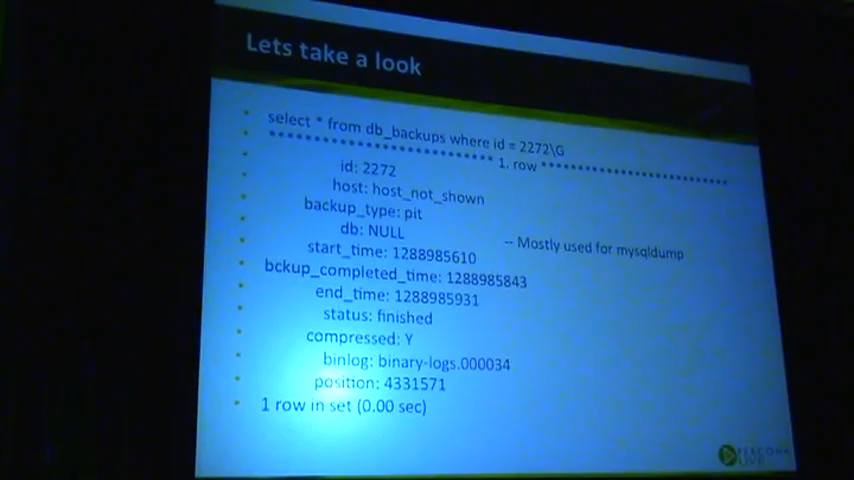 Lets take a look
select * from db_backups where id = 2272\G
*************************** 1. row ***************************
id: 2272
host: host_not_shown
backup_type: pit
db: NULL -- Mostly used for mysqldump
start_time: 1288985610
bckup_completed_time: 1288985843
end_time: 1288985931
status: finished
compressed: Y
binlog: binary-logs.000034
position: 4331571
1 row in set (0.00 sec)
PERCONA
LIVE